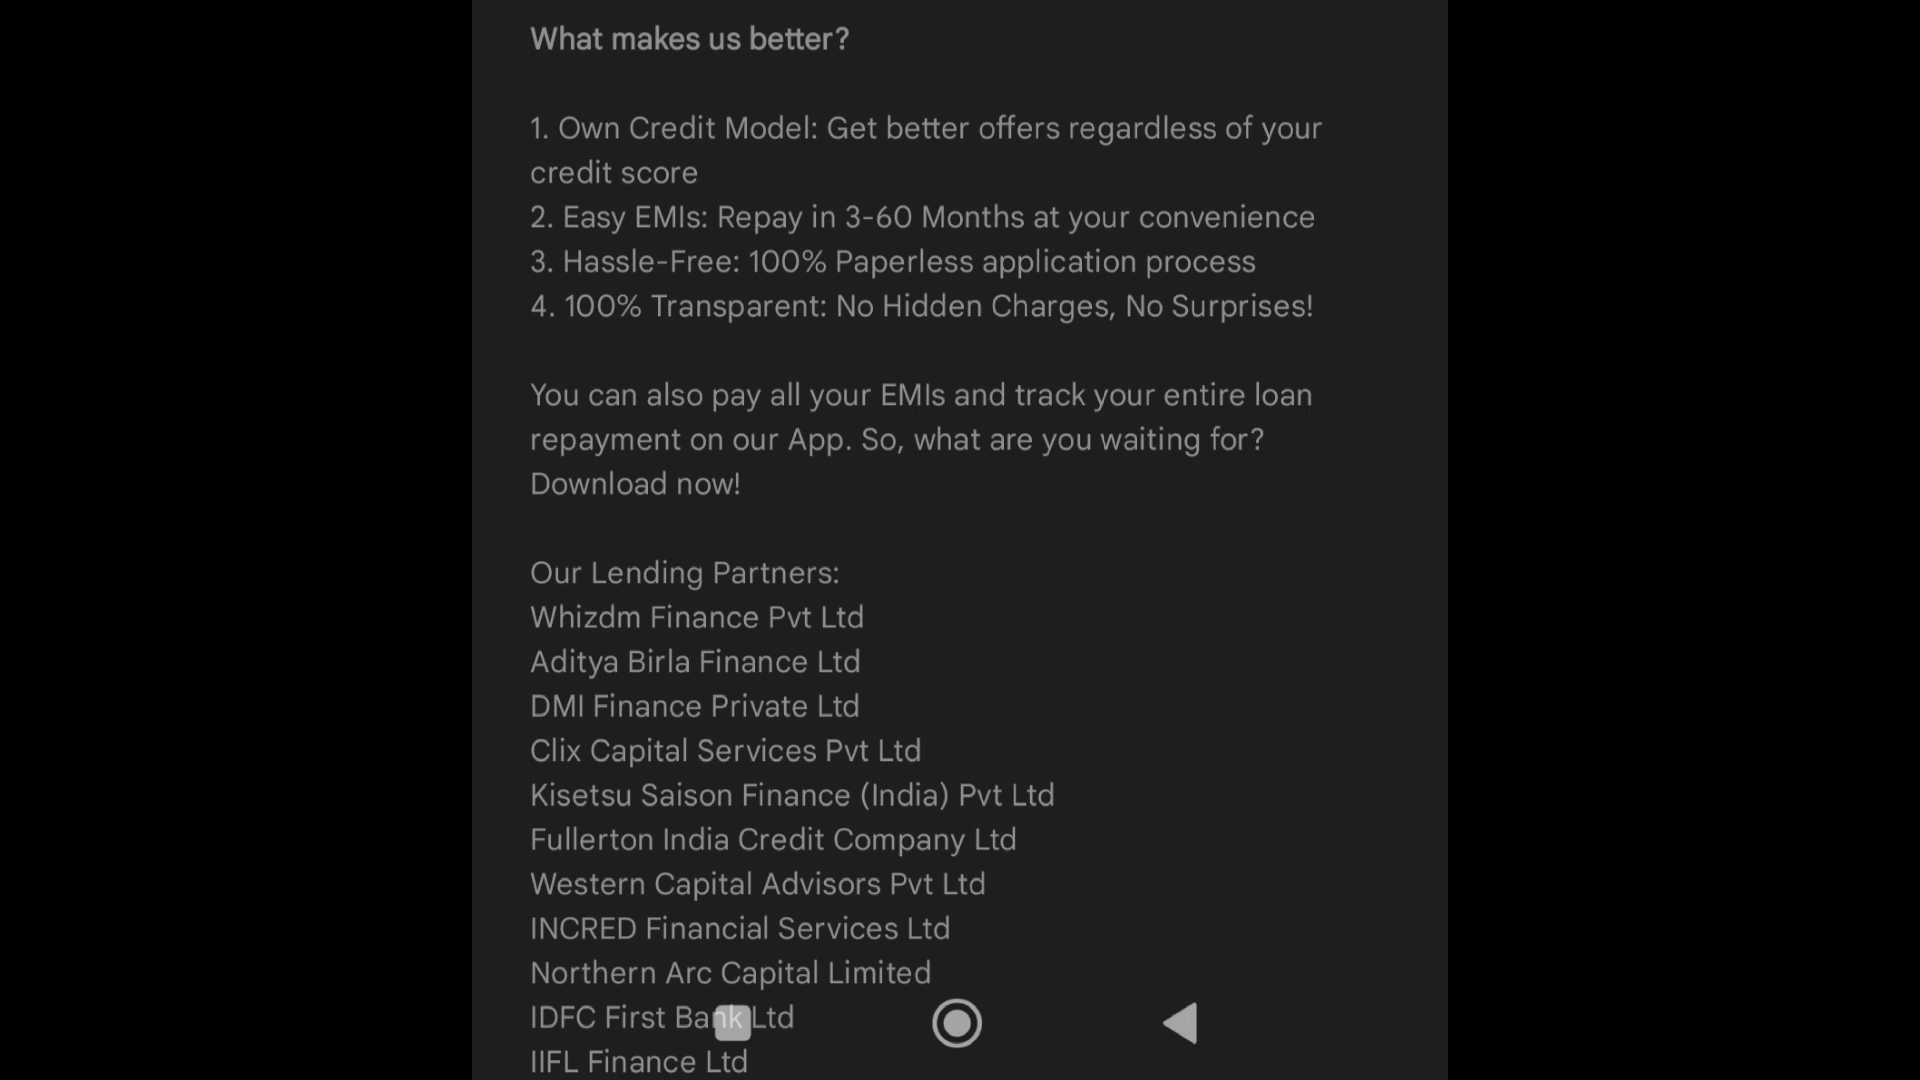 What makes us better?
1. Own Credit Model: Get better offers regardless of your
credit score
2. Easy EMIs: Repay in 3-60 Months at your convenience
3. Hassle-Free: 100% Paperless application process
4. 100% Transparent: No Hidden Charges, No Surprises!
You can also pay all your EMIs and track your entire loan
repayment on our App. So, what are you waiting for?
Download now!
Our Lending Partners:
Whizdm Finance Pvt Ltd
Aditya Birla Finance Ltd
DMI Finance Private Ltd
Clix Capital Services Pvt Ltd
Kisetsu Saison Finance (India) Pvt Ltd
Fullerton India Credit Company Ltd
Western Capital Advisors Pvt Ltd
INCRED Financial Services Ltd
Northern Arc Capital Limited
IDFC First Bank Ltd
IIFL Finance Ltd